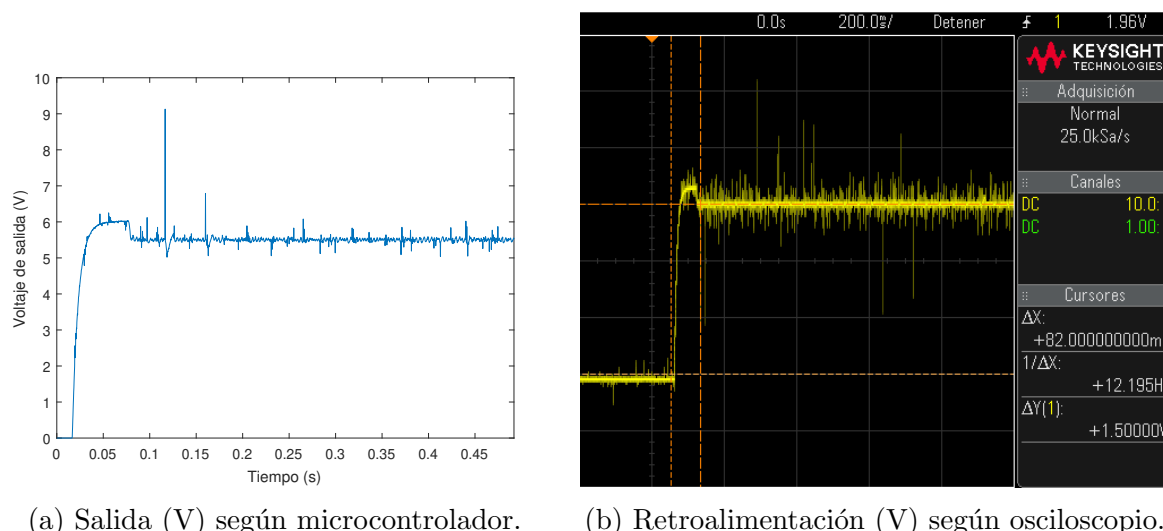 10
9
8
7
6
5
4
3
2
1
0
Voltaje de salida (V)
0 0.05 0.1 0.15 0.2 0.25 0.3 0.35 0.4 0.45
Tiempo (s)
(a) Salida (V) según microcontrolador.
0.0s 200.0ms/ Detener 1 1.96V
KEYSIGHT
TECHNOLOGIES
Adquisición
Normal
25.0kSa/s
Canales
DC 10.0:
DC 1.00:
Cursores
ΔX:
+82.000000000m
1/ΔX:
+12.195H
ΔY(1):
+1.50000V
(b) Retroalimentación (V) según osciloscopio.